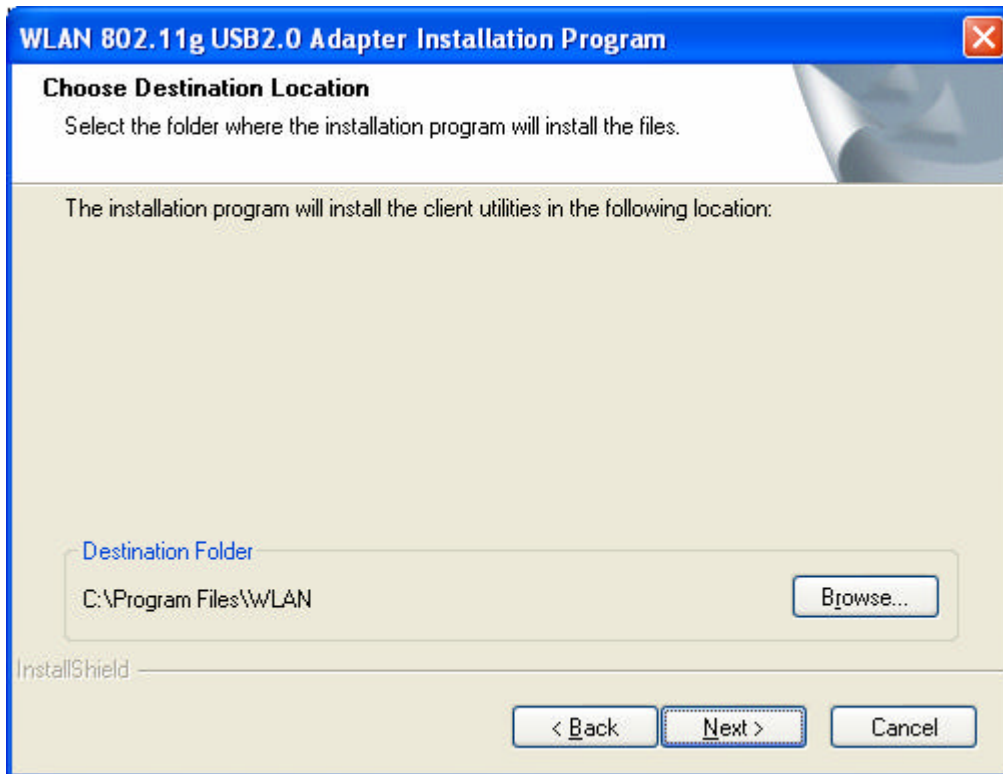 WLAN 802.11g USB2.0 Adapter Installation Program
Choose Destination Location
Select the folder where the installation program will install the files.
The installation program will install the client utilities in the following location:
Destination Folder
C:\Program Files\WLAN
Browse...
InstallShield
< Back
Next >
Cancel